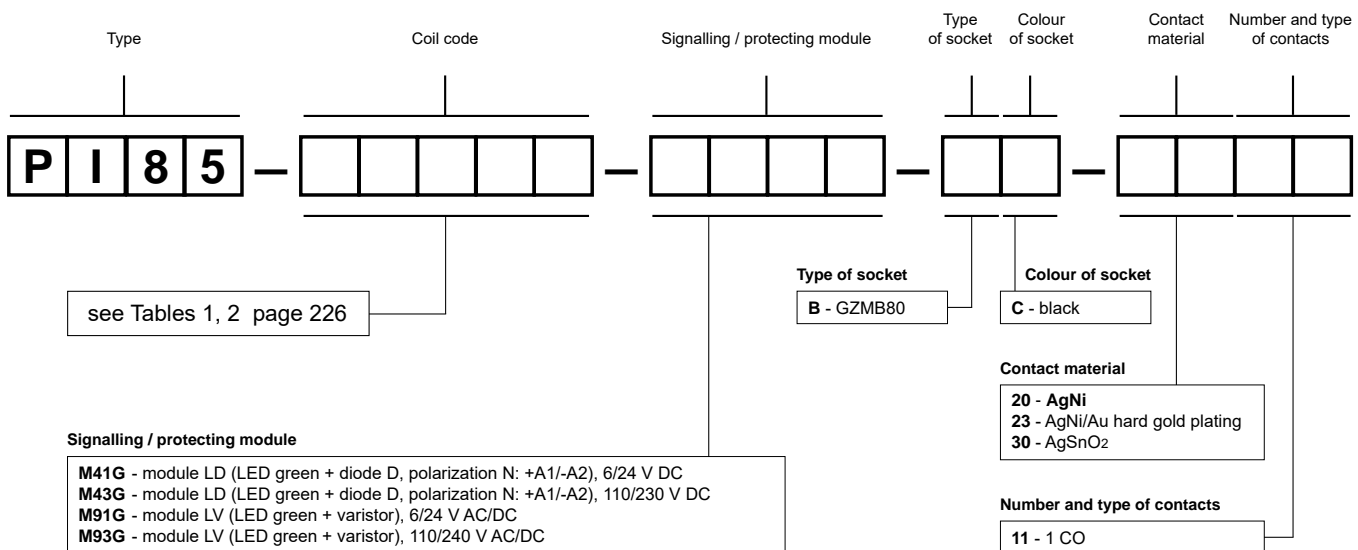 Type
Coil code
Signalling / protecting module
Type
of socket
Colour
of socket
Contact
material
Number and type
of contacts
P I 8 5 – – – –
see Tables 1, 2 page 226
Type of socket
B - GZMB80
Colour of socket
C - black
Contact material
20 - AgNi
23 - AgNi/Au hard gold plating
30 - AgSnO2
Signalling / protecting module
M41G - module LD (LED green + diode D, polarization N: +A1/-A2), 6/24 V DC
M43G - module LD (LED green + diode D, polarization N: +A1/-A2), 110/230 V DC
M91G - module LV (LED green + varistor), 6/24 V AC/DC
M93G - module LV (LED green + varistor), 110/240 V AC/DC
Number and type of contacts
11 - 1 CO